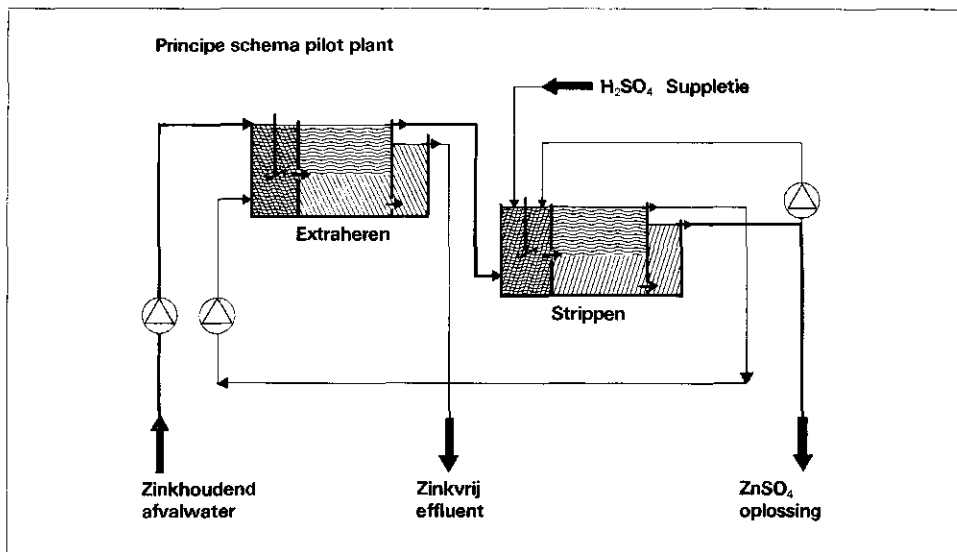 Principe schema pilot plant
H₂SO₄ Suppletie
Extraheren
Strippen
Zinkhoudend
afvalwater
Zinkvrij
effluent
ZnSO₄
oplossing